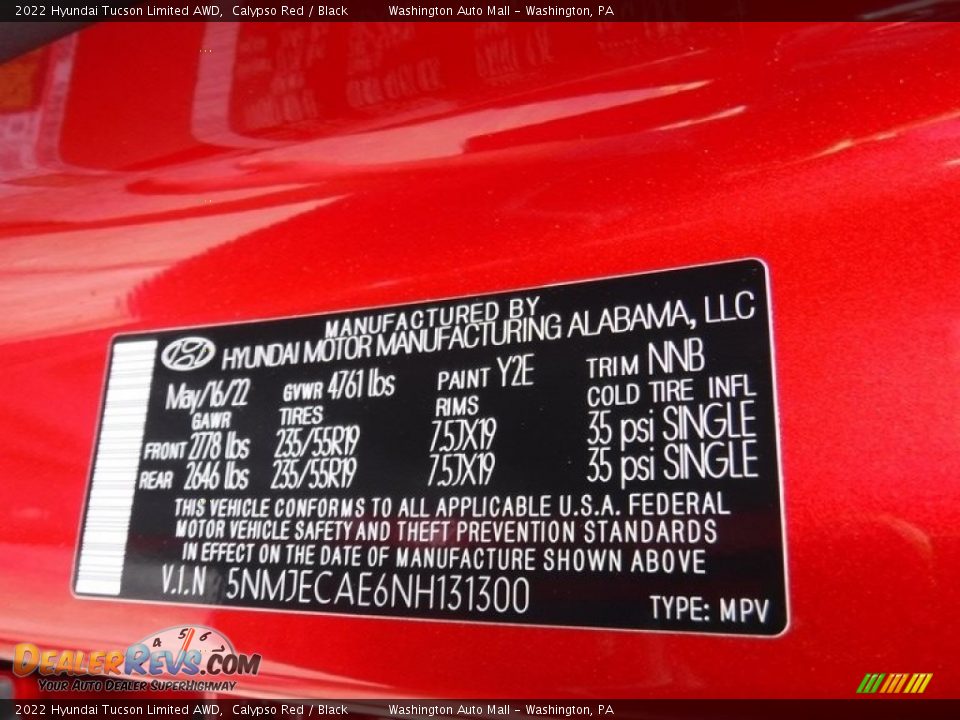 2022 Hyundai Tucson Limited AWD, Calypso Red / Black Washington Auto Mall - Washington, PA
MANUFACTURED BY
HYUNDAI MOTOR MANUFACTURING ALABAMA, LLC
May/16/22 GVWR 4761 lbs PAINT Y2E TRIM NNB
GAWR TIRES RIMS COLD TIRE INFL
FRONT 2778 lbs 235/55R19 7.5JX19 35 psi SINGLE
REAR 2646 lbs 235/55R19 7.5JX19 35 psi SINGLE
THIS VEHICLE CONFORMS TO ALL APPLICABLE U.S.A. FEDERAL
MOTOR VEHICLE SAFETY AND THEFT PREVENTION STANDARDS
IN EFFECT ON THE DATE OF MANUFACTURE SHOWN ABOVE
V.I.N 5NMJECAE6NH131300 TYPE: MPV
4 5 6
DEALERREVS.COM
YOUR AUTO DEALER SUPERHIGHWAY
2022 Hyundai Tucson Limited AWD, Calypso Red / Black Washington Auto Mall - Washington, PA